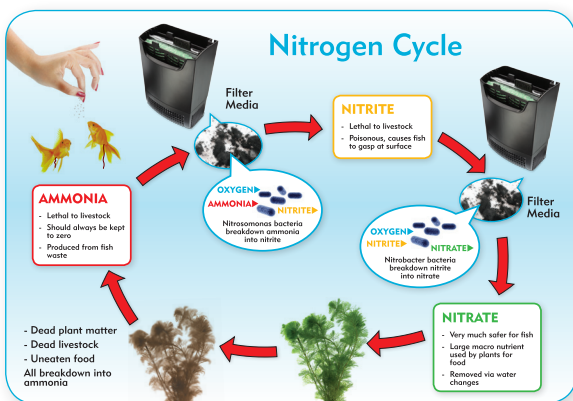 Nitrogen Cycle
Filter
Media
NITRITE
- Lethal to livestock
- Poisonous, causes fish
to gasp at surface
OXYGEN
AMMONIA
NITRITE
Nitrosomonas bacteria
breakdown ammonia
into nitrite
Filter
Media
OXYGEN
NITRITE
NITRATE
Nitrobacter bacteria
breakdown nitrite
into nitrate
AMMONIA
- Lethal to livestock
- Should always be kept
to zero
- Produced from fish
waste
NITRATE
- Very much safer for fish
- Large macro nutrient
used by plants for
food
- Removed via water
changes
- Dead plant matter
- Dead livestock
- Uneaten food
All breakdown into
ammonia